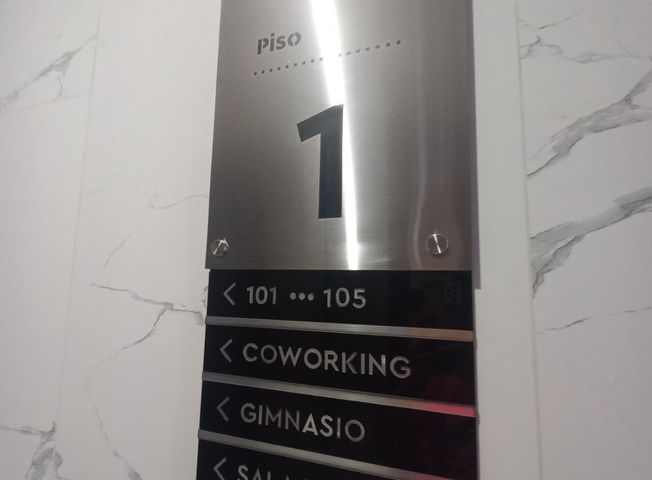 Piso
1
< 101 ••• 105
< COWORKING
< GIMNASIO